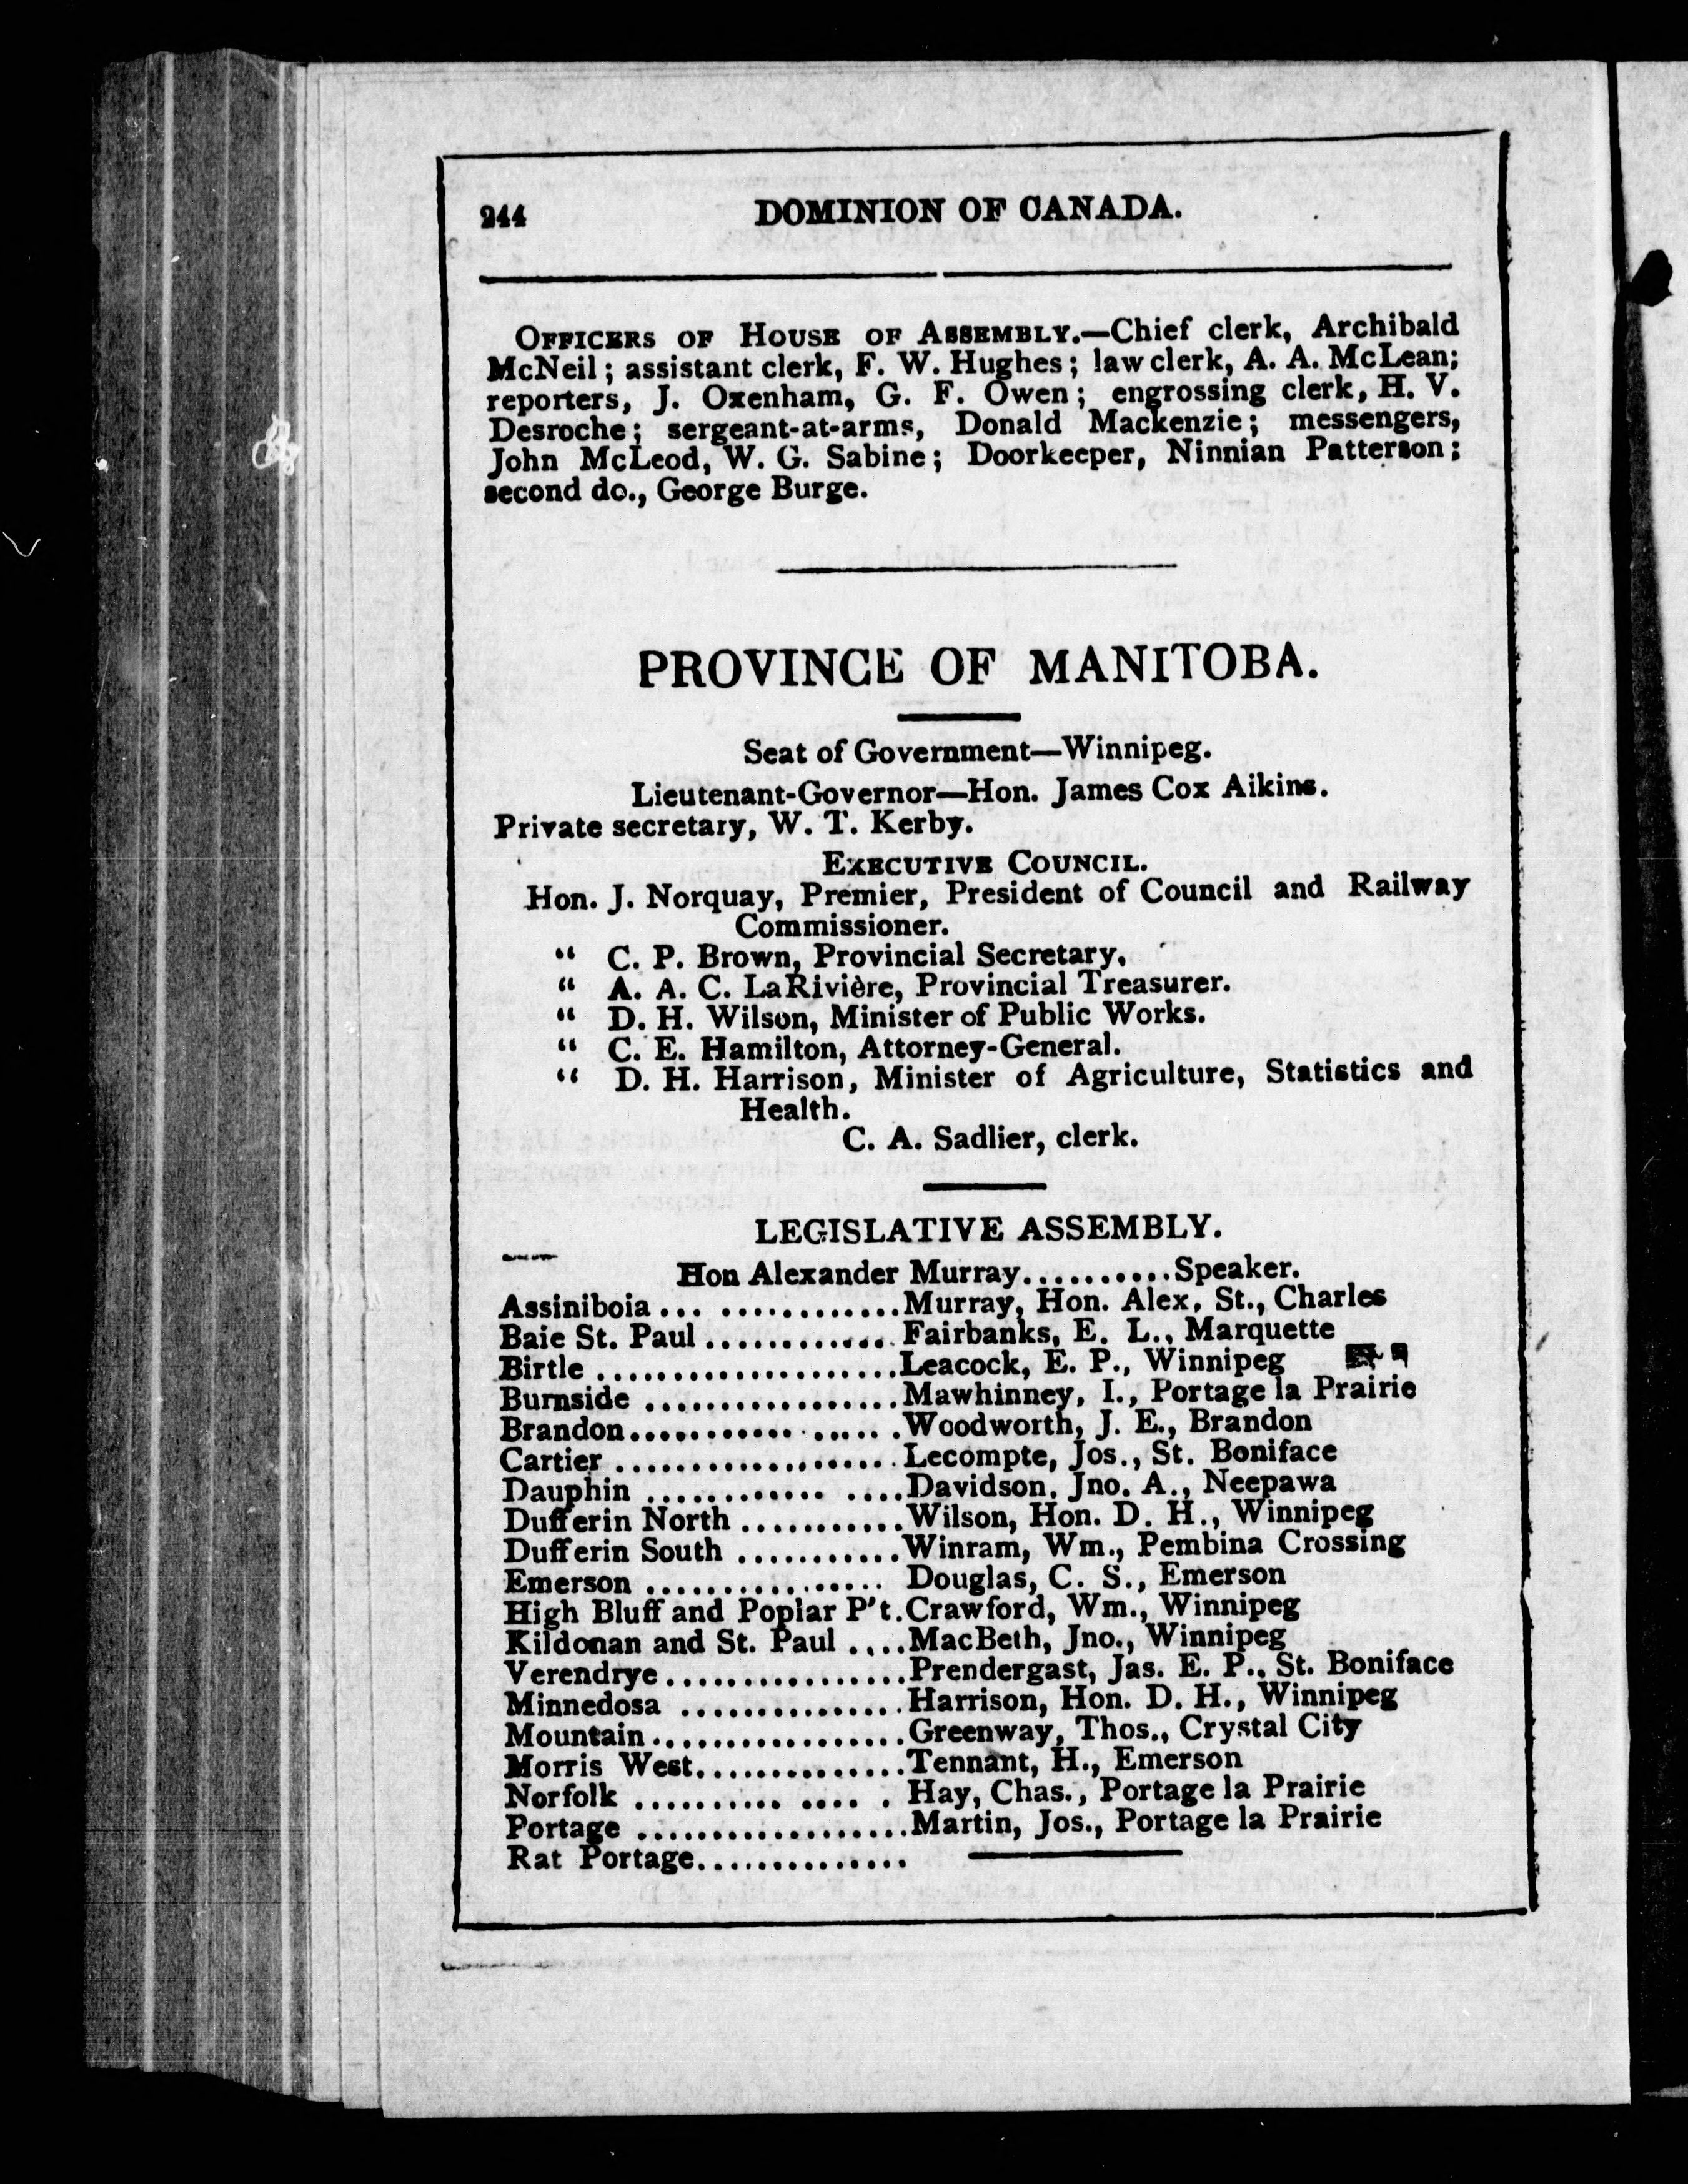 244 DOMINION OF CANADA.
OFFICERS OF HOUSE OF ASSEMBLY.—Chief clerk, Archibald
McNeil; assistant clerk, F. W. Hughes; law clerk, A. A. McLean;
reporters, J. Oxenham, G. F. Owen; engrossing clerk, H. V.
Desroche; sergeant-at-arms, Donald Mackenzie; messengers,
John McLeod, W. G. Sabine; Doorkeeper, Ninnian Patterson;
second do., George Burge.
PROVINCE OF MANITOBA.
Seat of Government—Winnipeg.
Lieutenant-Governor—Hon. James Cox Aikins.
Private secretary, W. T. Kerby.
EXECUTIVE COUNCIL.
Hon. J. Norquay, Premier, President of Council and Railway
Commissioner.
“ C. P. Brown, Provincial Secretary,
“ A. A. C. LaRivière, Provincial Treasurer.
“ D. H. Wilson, Minister of Public Works.
“ C. E. Hamilton, Attorney-General.
“ D. H. Harrison, Minister of Agriculture, Statistics and
Health.
C. A. Sadlier, clerk.
LEGISLATIVE ASSEMBLY.
Hon Alexander Murray..........Speaker.
Assiniboia... ............Murray, Hon. Alex, St., Charles
Baie St. Paul .............Fairbanks, E. L., Marquette
Birtle ....................Leacock, E. P., Winnipeg
Burnside .................Mawhinney, I., Portage la Prairie
Brandon.................. .Woodworth, J. E., Brandon
Cartier ...................Lecompte, Jos., St. Boniface
Dauphin ............ ....Davidson, Jno. A., Neepawa
Dufferin North ...........Wilson, Hon. D. H., Winnipeg
Dufferin South ...........Winram, Wm., Pembina Crossing
Emerson ................ Douglas, C. S., Emerson
High Bluff and Poplar P't.Crawford, Wm., Winnipeg
Kildonan and St. Paul ....MacBeth, Jno., Winnipeg
Verendrye................Prendergast, Jas. E. P., St. Boniface
Minnedosa ...............Harrison, Hon. D. H., Winnipeg
Mountain.................Greenway, Thos., Crystal City
Morris West..............Tennant, H., Emerson
Norfolk .......... .... . Hay, Chas., Portage la Prairie
Portage ..................Martin, Jos., Portage la Prairie
Rat Portage..............